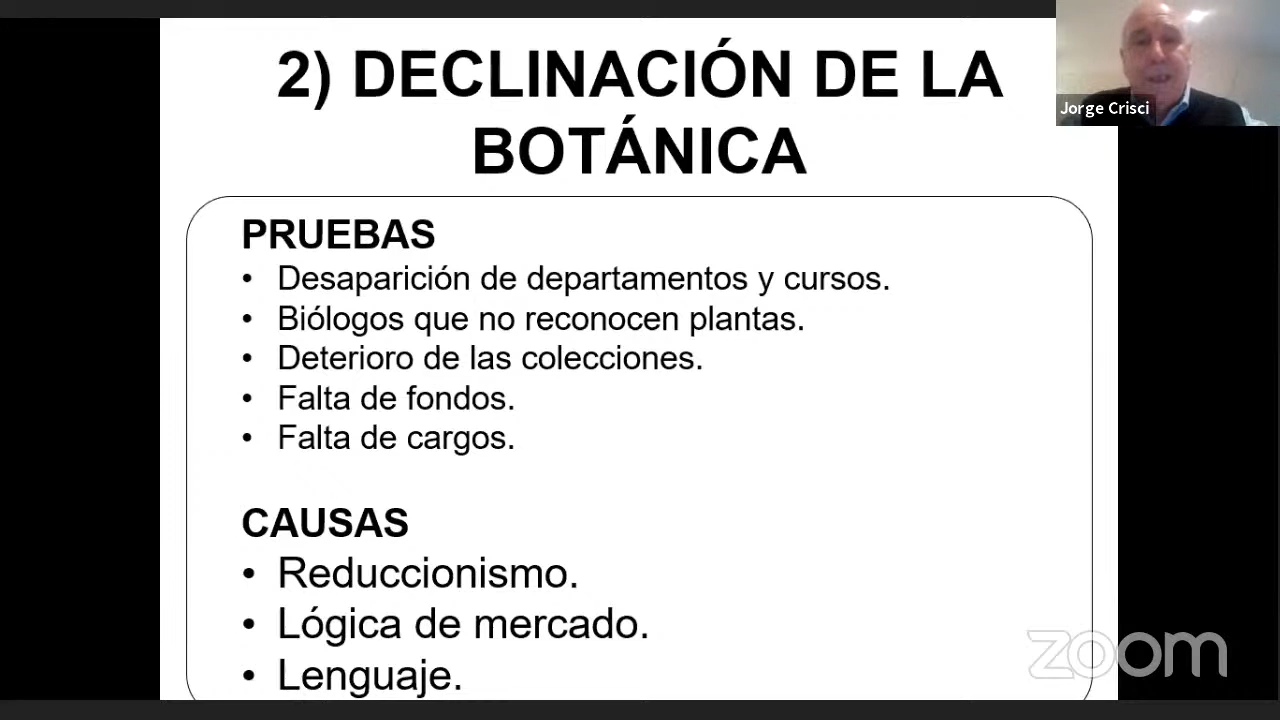 2) DECLINACIÓN DE LA
BOTÁNICA
Jorge Crisci
PRUEBAS
• Desaparición de departamentos y cursos.
• Biólogos que no reconocen plantas.
• Deterioro de las colecciones.
• Falta de fondos.
• Falta de cargos.
CAUSAS
• Reduccionismo.
• Lógica de mercado.
• Lenguaje.
zoom